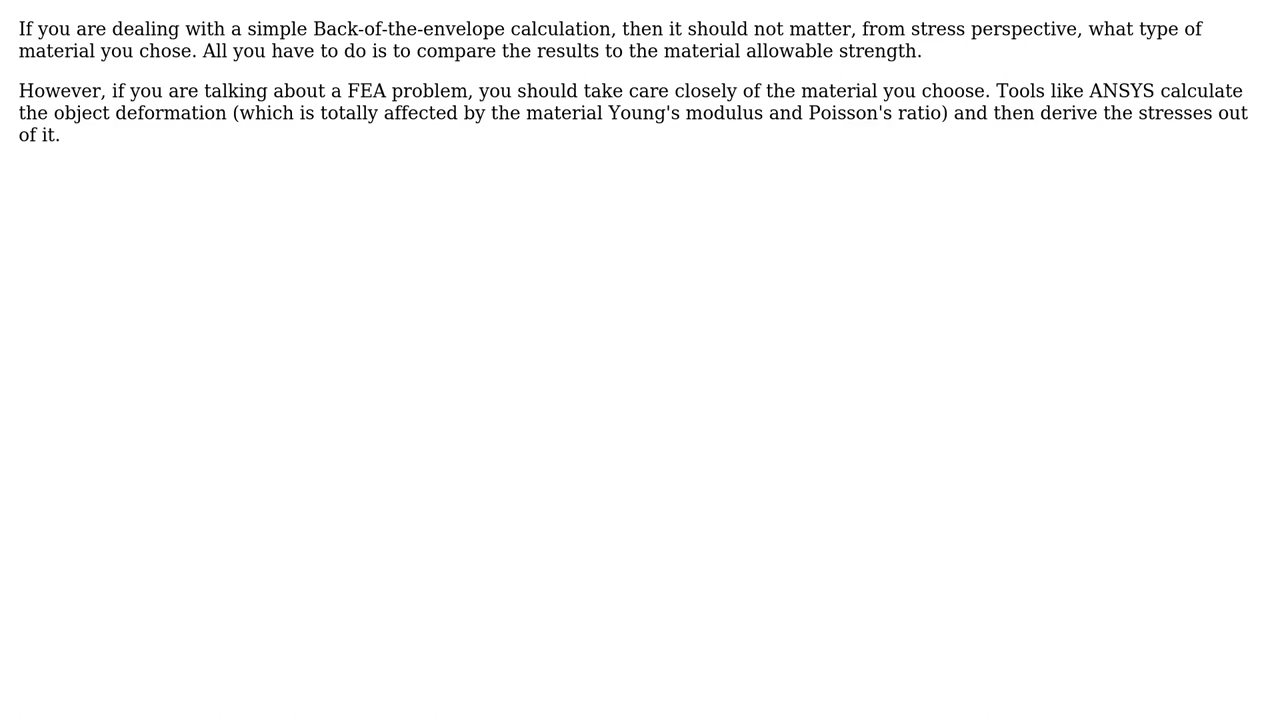 If you are dealing with a simple Back-of-the-envelope calculation, then it should not matter, from stress perspective, what type of
material you chose. All you have to do is to compare the results to the material allowable strength.
However, if you are talking about a FEA problem, you should take care closely of the material you choose. Tools like ANSYS calculate
the object deformation (which is totally affected by the material Young's modulus and Poisson's ratio) and then derive the stresses out
of it.